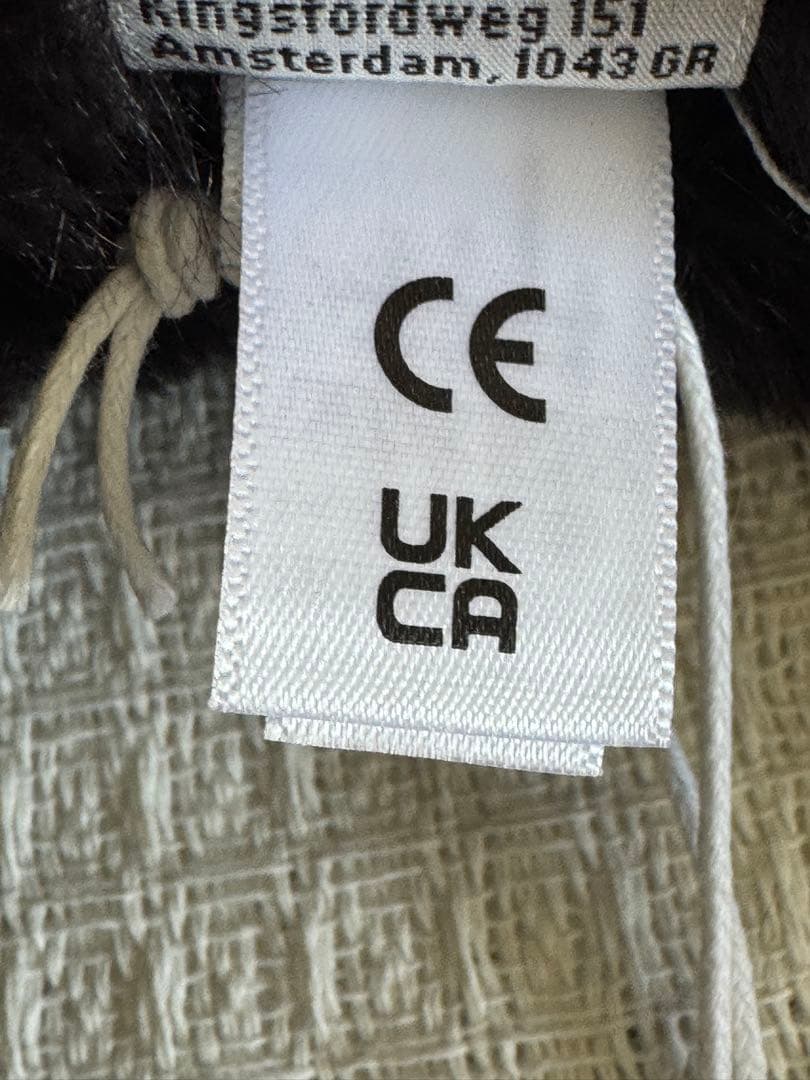 Kingsfordweg 151
Amsterdam, 1043 GR
CE
UK
CA